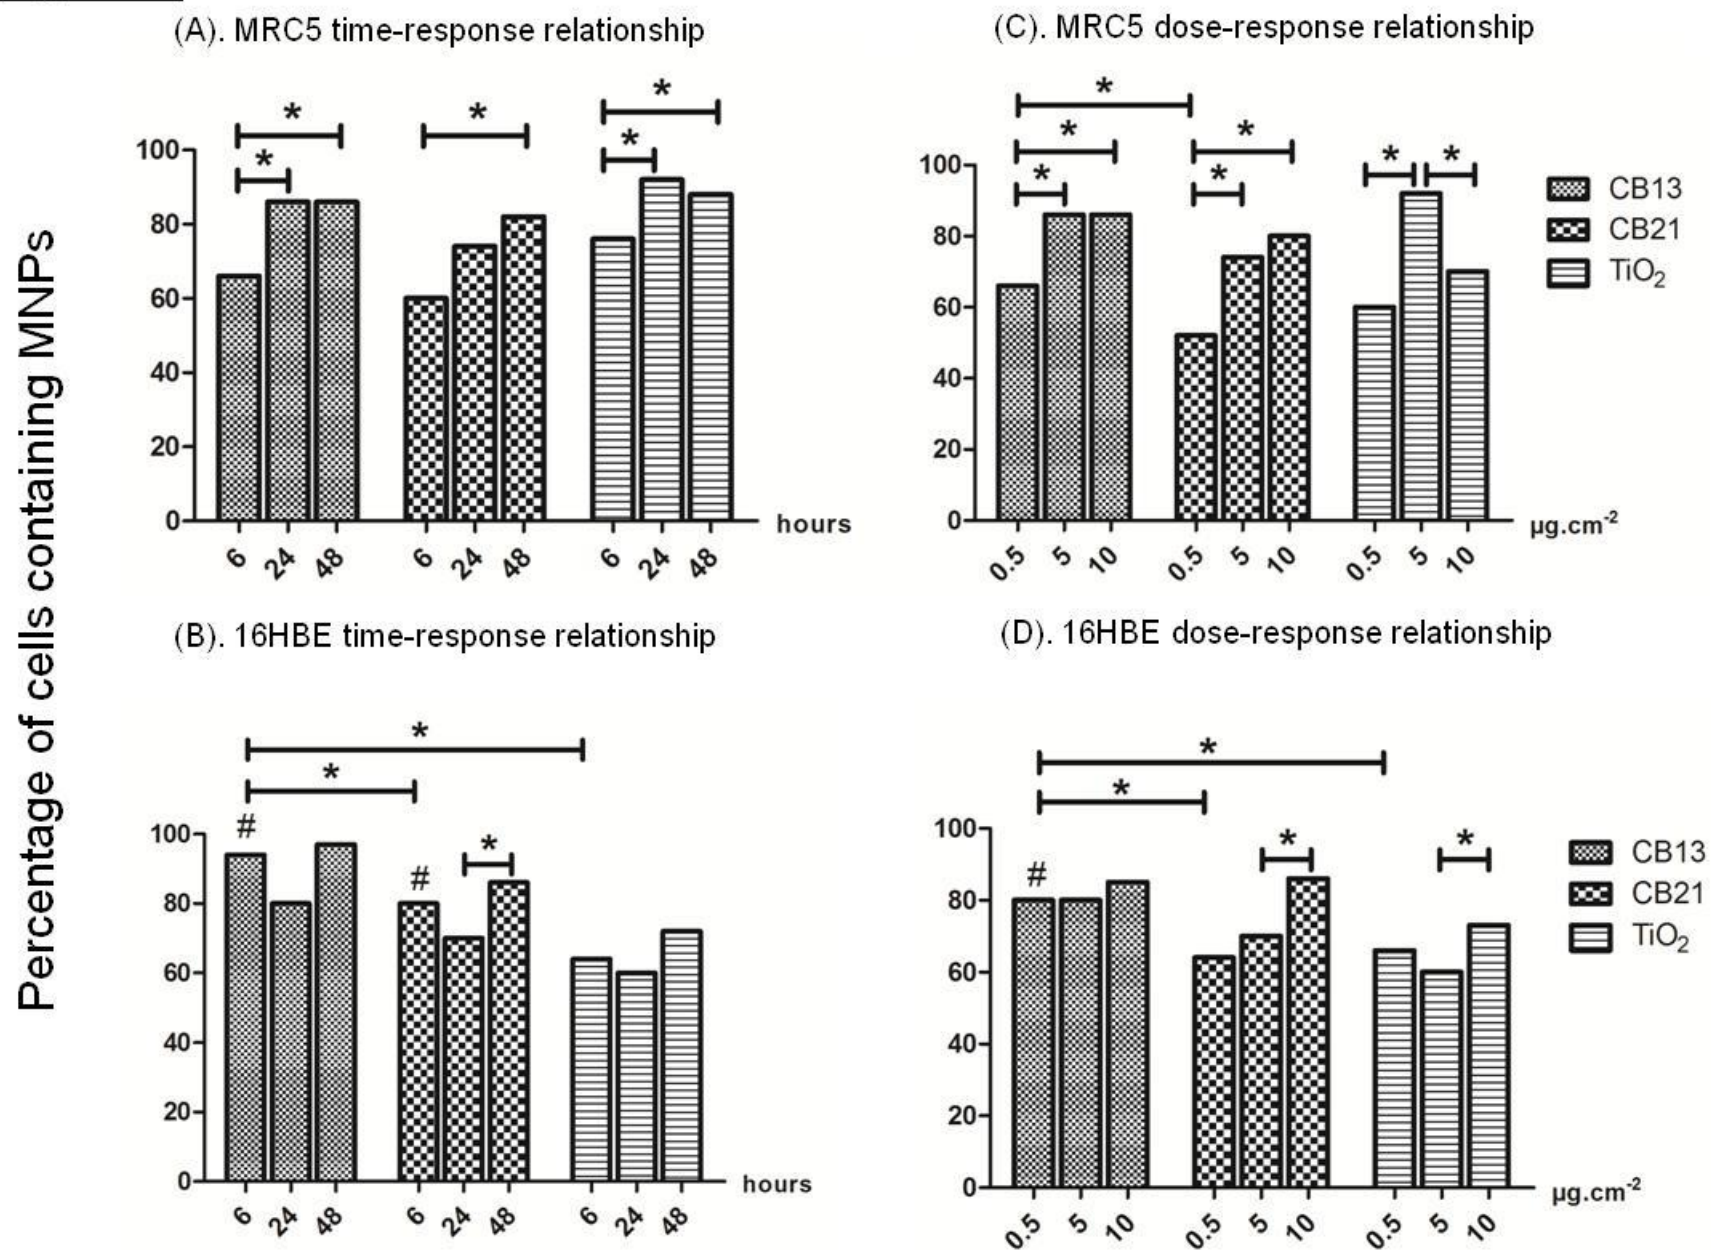 Percentage of cells containing MNPs
(A). MRC5 time-response relationship
* * *
* *
100
80
60
40
20
0
6 24 48 6 24 48 6 24 48
hours
(C). MRC5 dose-response relationship
*
* *
* * * *
100
80
60
40
20
0
0.5 5 10 0.5 5 10 0.5 5 10
µg.cm-2
CB13
CB21
TiO2
(B). 16HBE time-response relationship
*
*
# # *
100
80
60
40
20
0
6 24 48 6 24 48 6 24 48
hours
(D). 16HBE dose-response relationship
*
*
# * *
100
80
60
40
20
0
0.5 5 10 0.5 5 10 0.5 5 10
µg.cm-2
CB13
CB21
TiO2